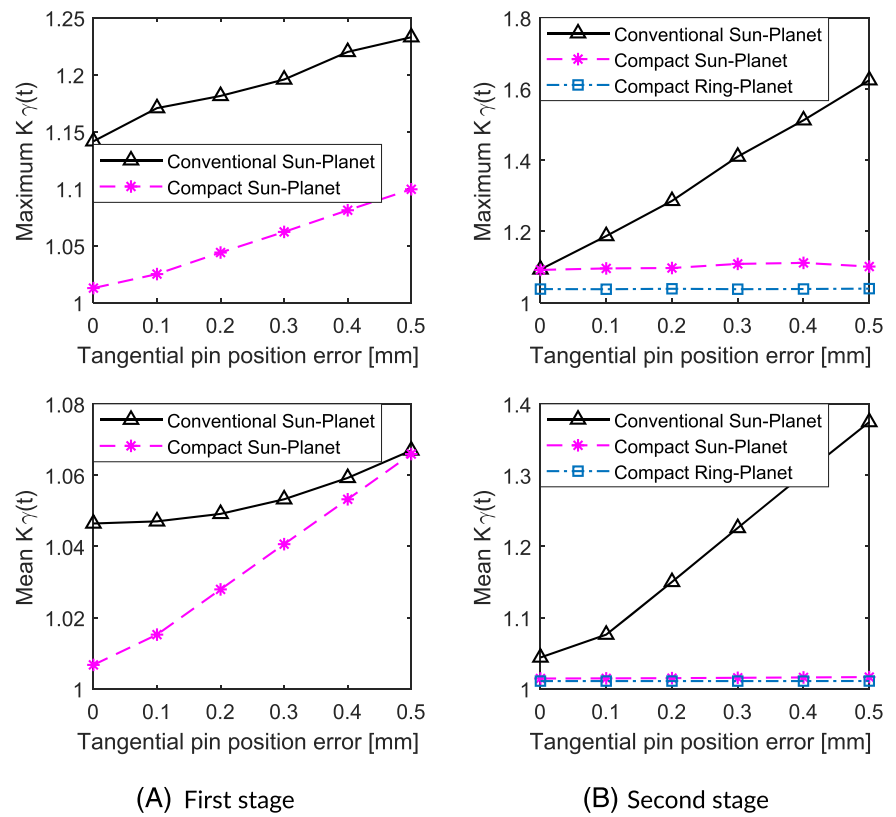 Maximum K γ(t)
1.25
1.2
1.15
1.1
1.05
1
Conventional Sun-Planet
Compact Sun-Planet
0 0.1 0.2 0.3 0.4 0.5
Tangential pin position error [mm]
Maximum K γ(t)
1.8
1.6
1.4
1.2
1
Conventional Sun-Planet
Compact Sun-Planet
Compact Ring-Planet
0 0.1 0.2 0.3 0.4 0.5
Tangential pin position error [mm]
Mean K γ(t)
1.08
1.06
1.04
1.02
1
Conventional Sun-Planet
Compact Sun-Planet
0 0.1 0.2 0.3 0.4 0.5
Tangential pin position error [mm]
Mean K γ(t)
1.4
1.3
1.2
1.1
1
Conventional Sun-Planet
Compact Sun-Planet
Compact Ring-Planet
0 0.1 0.2 0.3 0.4 0.5
Tangential pin position error [mm]
(A) First stage
(B) Second stage